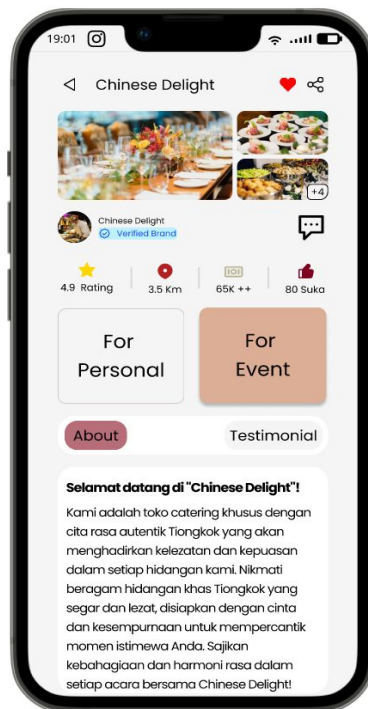 19:01
Chinese Delight
+4
Chinese Delight
Verified Brand
4.9 Rating
3.5 Km
65K ++
80 Suka
For
Personal
For
Event
About
Testimonial
Selamat datang di "Chinese Delight"!
Kami adalah toko catering khusus dengan
cita rasa autentik Tiongkok yang akan
menghadirkan kelezatan dan kepuasan
dalam setiap hidangan kami. Nikmati
beragam hidangan khas Tiongkok yang
segar dan lezat, disiapkan dengan cinta
dan kesempurnaan untuk mempercantik
momen istimewa Anda. Sajikan
kebahagiaan dan harmoni rasa dalam
setiap acara bersama Chinese Delight!